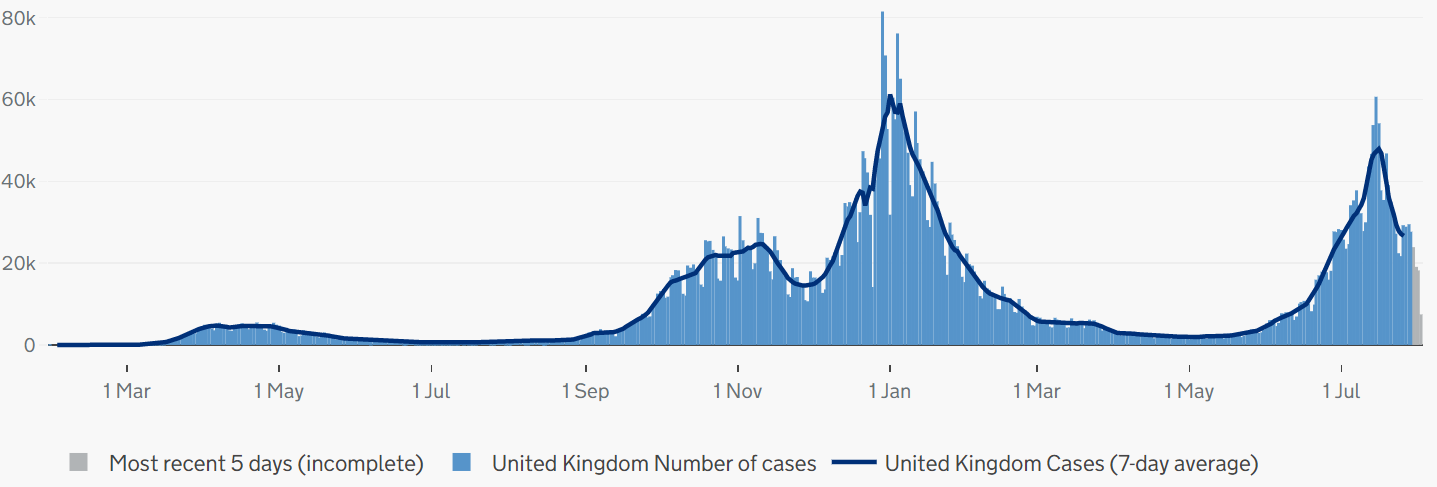 80k
60k
40k
20k
0
1 Mar
1 May
1 Jul
1 Sep
1 Nov
1 Jan
1 Mar
1 May
1 Jul
Most recent 5 days (incomplete)
United Kingdom Number of cases
United Kingdom Cases (7-day average)